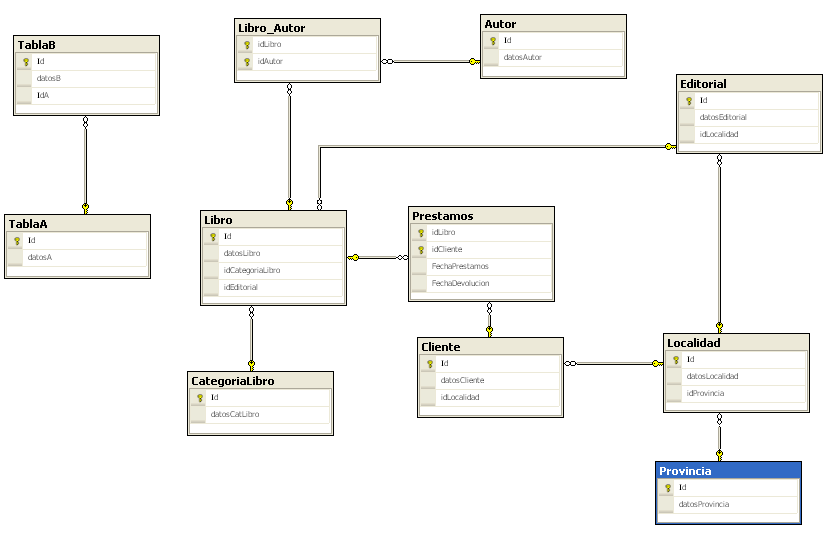 TablaB
Id
datosB
IdA
TablaA
Id
datosA
Libro_Autor
idLibro
idAutor
Autor
Id
datosAutor
Editorial
Id
datosEditorial
idLocalidad
Libro
Id
datosLibro
idCategoriaLibro
idEditorial
Prestamos
idLibro
idCliente
FechaPrestamos
FechaDevolucion
CategoriaLibro
Id
datosCatLibro
Cliente
Id
datosCliente
idLocalidad
Localidad
Id
datosLocalidad
idProvincia
Provincia
Id
datosProvincia